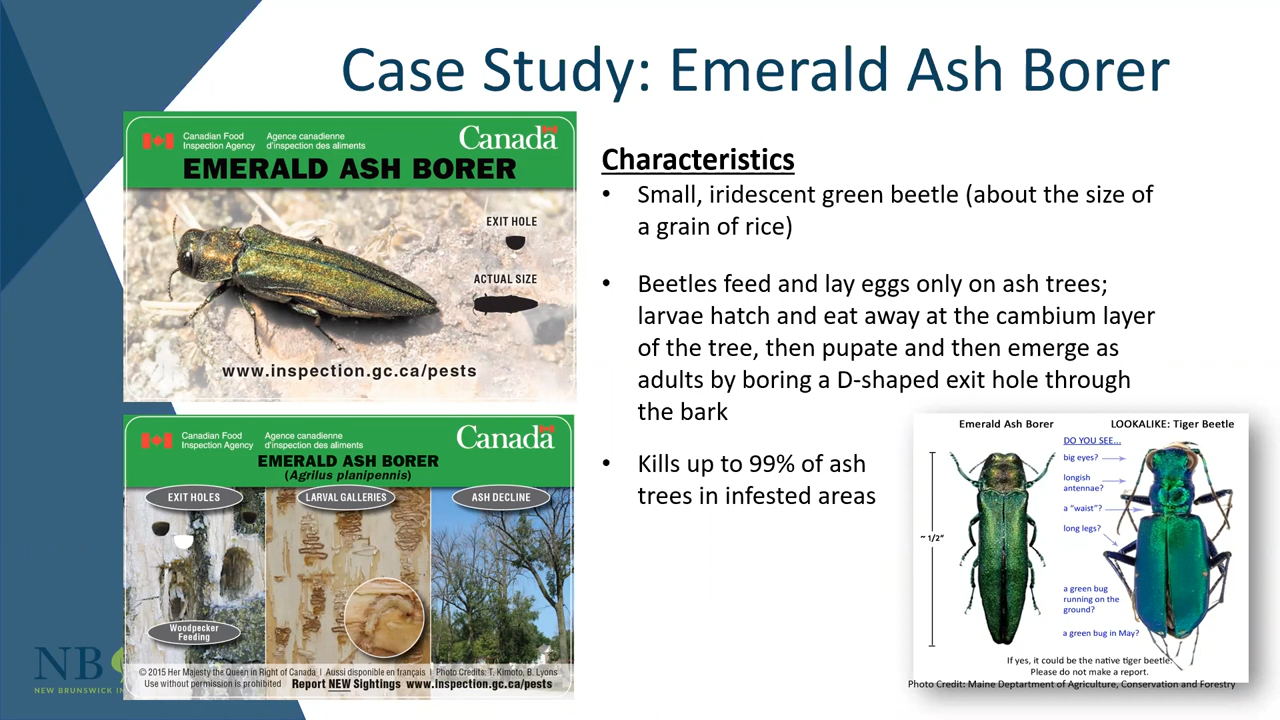 Case Study: Emerald Ash Borer
Canadian Food
Inspection Agency
Agence canadienne
d'inspection des aliments
Canada
EMERALD ASH BORER
EXIT HOLE
ACTUAL SIZE
www.inspection.gc.ca/pests
Canadian Food
Inspection Agency
Agence canadienne
d'inspection des aliments
Canada
EMERALD ASH BORER
(Agrilus planipennis)
EXIT HOLES
LARVAL GALLERIES
ASH DECLINE
Woodpecker
Feeding
© 2015 Her Majesty the Queen in Right of Canada | Aussi disponible en français | Photo Credits: T. Kimoto, B. Lyons
Use without permission is prohibited Report NEW Sightings www.inspection.gc.ca/pests
NB
NEW BRUNSWICK
Characteristics
• Small, iridescent green beetle (about the size of
a grain of rice)
• Beetles feed and lay eggs only on ash trees;
larvae hatch and eat away at the cambium layer
of the tree, then pupate and then emerge as
adults by boring a D-shaped exit hole through
the bark
• Kills up to 99% of ash
trees in infested areas
Emerald Ash Borer
LOOKALIKE: Tiger Beetle
DO YOU SEE...
big eyes?
longish
antennae?
a "waist"?
long legs?
~ 1/2"
a green bug
running on the
ground?
a green bug in May?
If yes, it could be the native tiger beetle.
Please do not make a report.
Photo Credit: Maine Deptartment of Agriculture, Conservation and Forestry